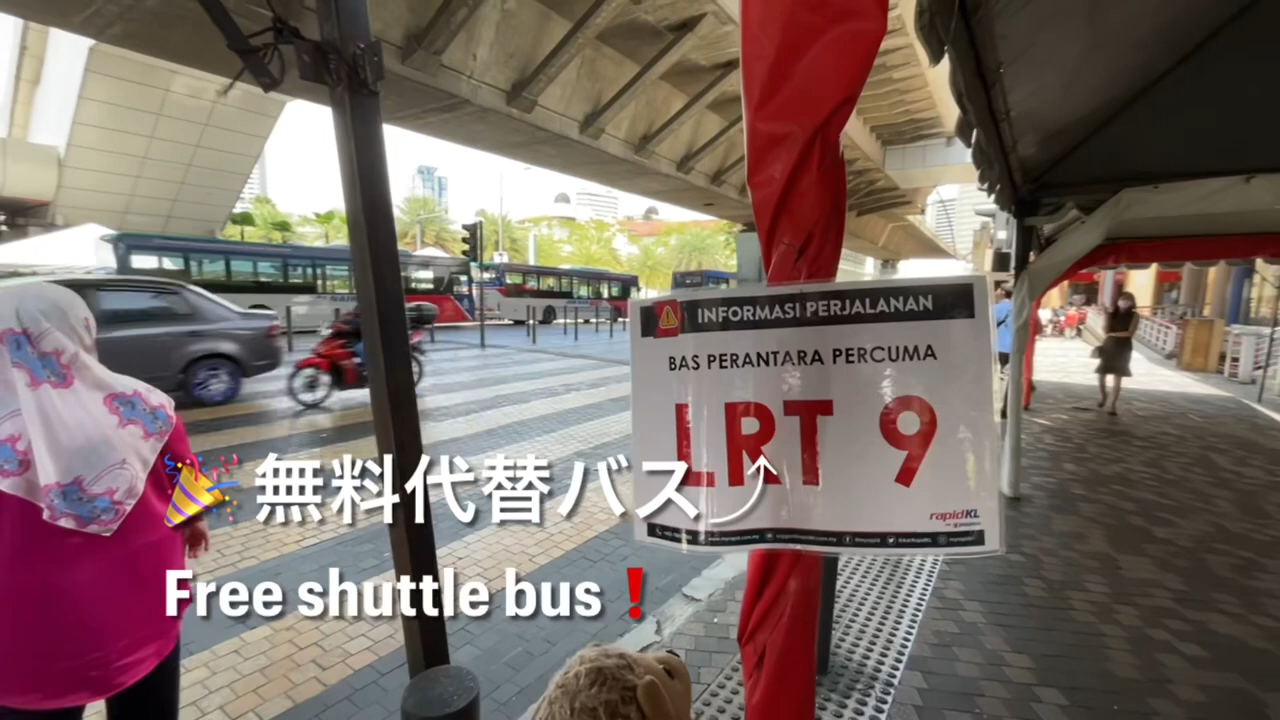 INFORMASI PERJALANAN
BAS PERANTARA PERCUMA
LRT 9
rapidKL
🎉 無料代替バス⤴
Free shuttle bus❗